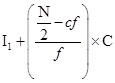 I₁ + ( (N/2 − cf) / f ) × C